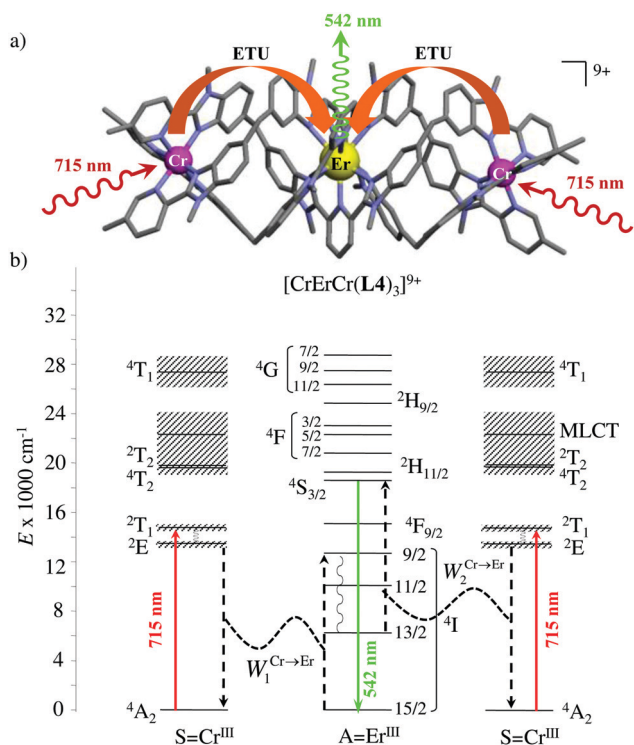 a)
542 nm
ETU
ETU
9+
Cr
Er
Cr
715 nm
715 nm
b)
[CrErCr(L4)₃]⁹⁺
E x 1000 cm⁻¹
32
28
24
20
16
12
8
4
0
⁴T₁
²T₂
⁴T₂
²T₁
²E
⁴A₂
715 nm
S=Crᴵᴵᴵ
W₁ Cr→Er
⁴G
7/2
9/2
11/2
²H₉/₂
⁴F
3/2
5/2
7/2
²H₁₁/₂
⁴S₃/₂
⁴F₉/₂
9/2
11/2
13/2
15/2
⁴I
542 nm
A=Erᴵᴵᴵ
W₂ Cr→Er
⁴T₁
MLCT
²T₂
⁴T₂
²T₁
²E
715 nm
⁴A₂
S=Crᴵᴵᴵ